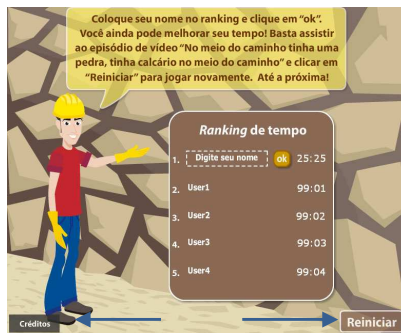 Coloque seu nome no ranking e clique em “ok”.
Você ainda pode melhorar seu tempo! Basta assistir
ao episódio de vídeo “No meio do caminho tinha uma
pedra, tinha calcário no meio do caminho” e clicar em
“Reiniciar” para jogar novamente. Até a próxima!
Ranking de tempo
1. Digite seu nome ok 25:25
2. User1 99:01
3. User2 99:02
4. User3 99:03
5. User4 99:04
Créditos Reiniciar